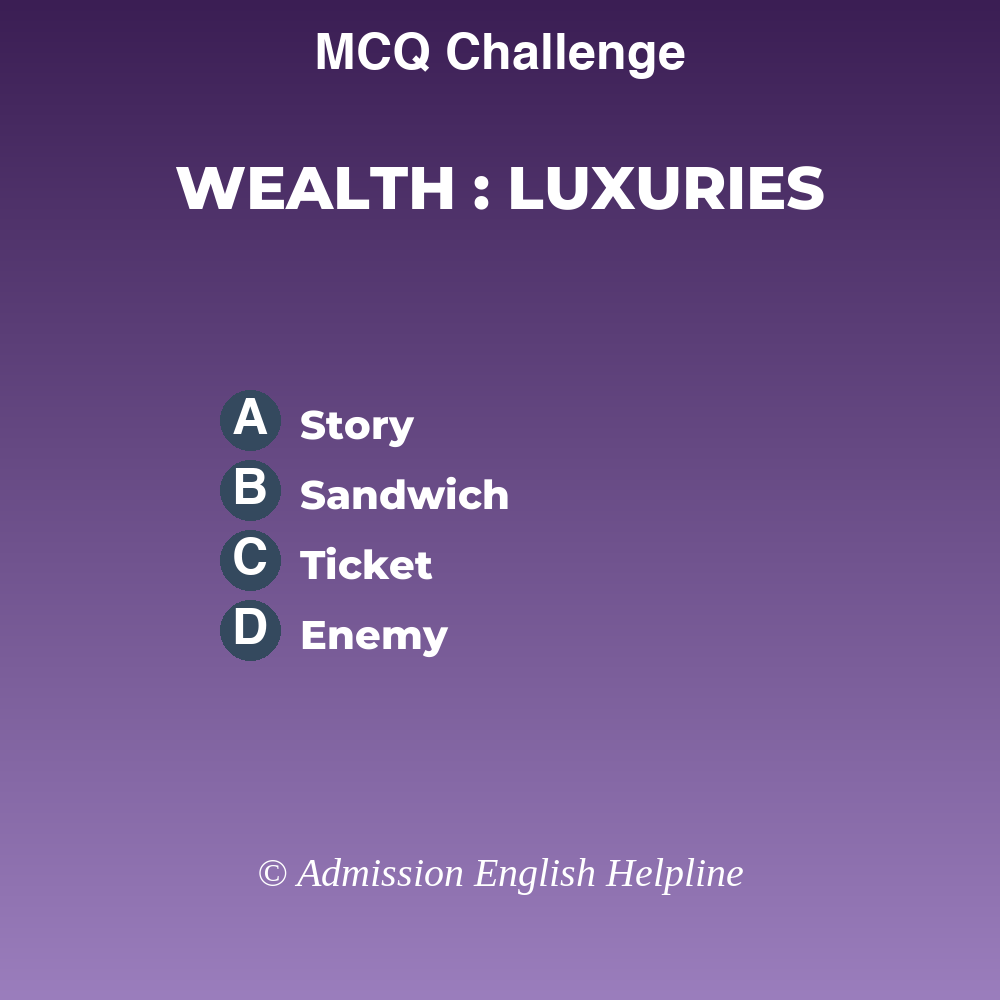 MCQ Challenge
WEALTH : LUXURIES
A Story
B Sandwich
C Ticket
D Enemy
© Admission English Helpline